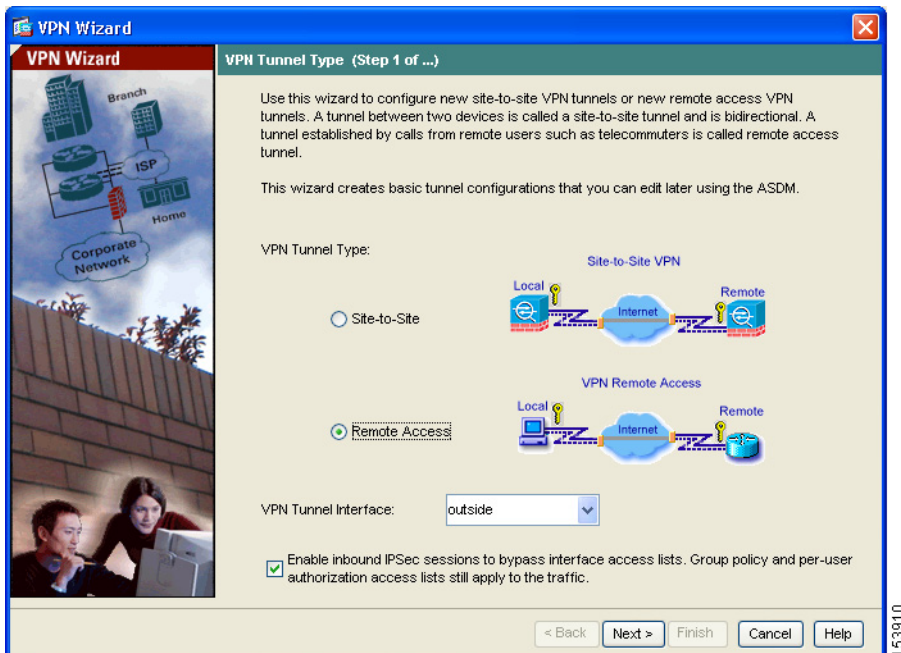 VPN Wizard
VPN Wizard
Branch
ISP
Home
Corporate
Network
VPN Tunnel Type (Step 1 of ...)
Use this wizard to configure new site-to-site VPN tunnels or new remote access VPN
tunnels. A tunnel between two devices is called a site-to-site tunnel and is bidirectional. A
tunnel established by calls from remote users such as telecommuters is called remote access
tunnel.
This wizard creates basic tunnel configurations that you can edit later using the ASDM.
VPN Tunnel Type:
Site-to-Site VPN
Local
Remote
Internet
Site-to-Site
VPN Remote Access
Local
Remote
Internet
Remote Access
VPN Tunnel Interface:
outside
Enable inbound IPSec sessions to bypass interface access lists. Group policy and per-user
authorization access lists still apply to the traffic.
< Back
Next >
Finish
Cancel
Help
153910